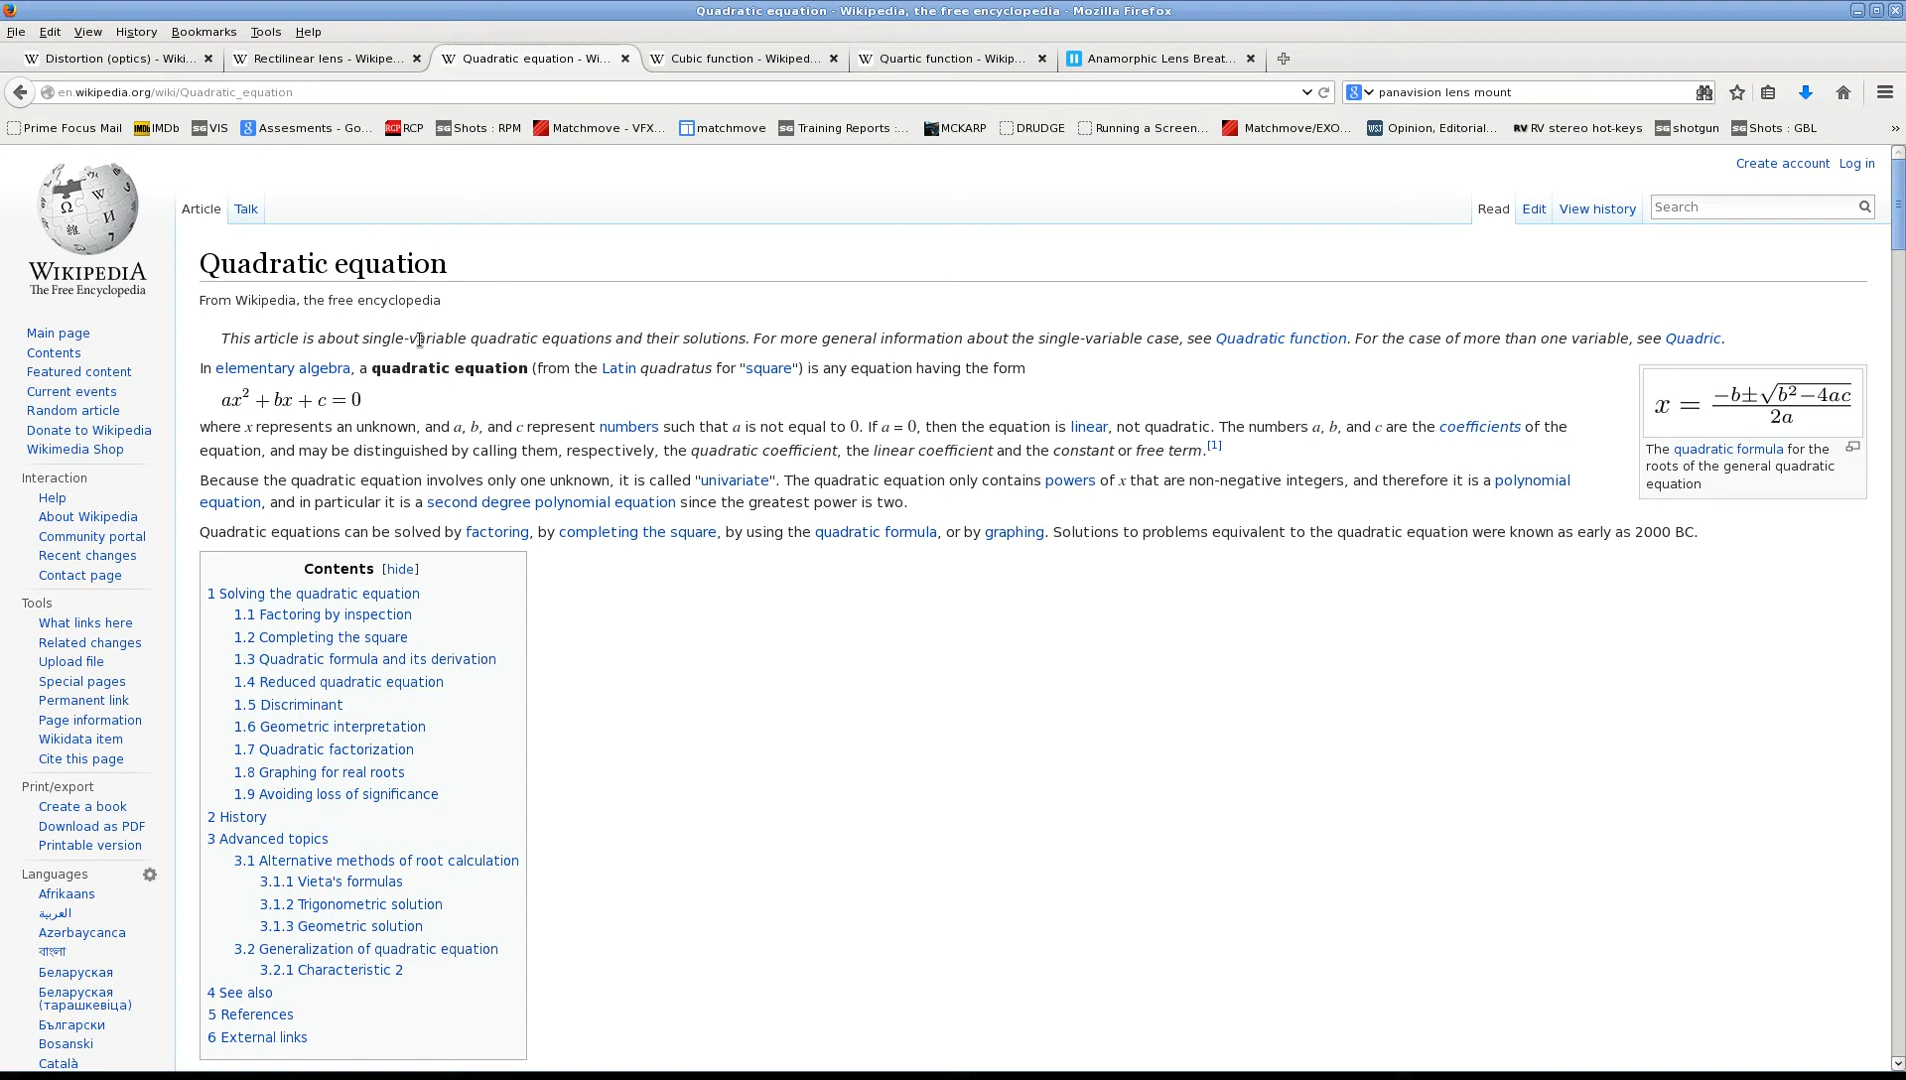 Quadratic equation - Wikipedia, the free encyclopedia - Mozilla Firefox
File Edit View History Bookmarks Tools Help
Distortion (optics) - Wiki... Rectilinear lens - Wikipe... Quadratic equation - Wi... Cubic function - Wikiped... Quartic function - Wikip... Anamorphic Lens Breat...
en.wikipedia.org/wiki/Quadratic_equation panavision lens mount
Prime Focus Mail IMDb SG VIS Assesments - Go... RCP SG Shots : RPM Matchmove - VFX... matchmove SG Training Reports :... MCKARP DRUDGE Running a Screen... Matchmove/EXO... WSJ Opinion, Editorial... RV RV stereo hot-keys SG shotgun SG Shots : GBL »
Create account Log in
Article Talk Read Edit View history Search
WIKIPEDIA
The Free Encyclopedia
Main page
Contents
Featured content
Current events
Random article
Donate to Wikipedia
Wikimedia Shop
Interaction
Help
About Wikipedia
Community portal
Recent changes
Contact page
Tools
What links here
Related changes
Upload file
Special pages
Permanent link
Page information
Wikidata item
Cite this page
Print/export
Create a book
Download as PDF
Printable version
Languages
Afrikaans
العربية
Azərbaycanca
বাংলা
Беларуская
Беларуская
(тарашкевіца)
Български
Bosanski
Català
Quadratic equation
From Wikipedia, the free encyclopedia
This article is about single-variable quadratic equations and their solutions. For more general information about the single-variable case, see Quadratic function. For the case of more than one variable, see Quadric.
In elementary algebra, a quadratic equation (from the Latin quadratus for "square") is any equation having the form
ax² + bx + c = 0
where x represents an unknown, and a, b, and c represent numbers such that a is not equal to 0. If a = 0, then the equation is linear, not quadratic. The numbers a, b, and c are the coefficients of the
equation, and may be distinguished by calling them, respectively, the quadratic coefficient, the linear coefficient and the constant or free term.[1]
Because the quadratic equation involves only one unknown, it is called "univariate". The quadratic equation only contains powers of x that are non-negative integers, and therefore it is a polynomial
equation, and in particular it is a second degree polynomial equation since the greatest power is two.
Quadratic equations can be solved by factoring, by completing the square, by using the quadratic formula, or by graphing. Solutions to problems equivalent to the quadratic equation were known as early as 2000 BC.
x = (-b±√(b²-4ac))/2a
The quadratic formula for the
roots of the general quadratic
equation
Contents [hide]
1 Solving the quadratic equation
1.1 Factoring by inspection
1.2 Completing the square
1.3 Quadratic formula and its derivation
1.4 Reduced quadratic equation
1.5 Discriminant
1.6 Geometric interpretation
1.7 Quadratic factorization
1.8 Graphing for real roots
1.9 Avoiding loss of significance
2 History
3 Advanced topics
3.1 Alternative methods of root calculation
3.1.1 Vieta's formulas
3.1.2 Trigonometric solution
3.1.3 Geometric solution
3.2 Generalization of quadratic equation
3.2.1 Characteristic 2
4 See also
5 References
6 External links